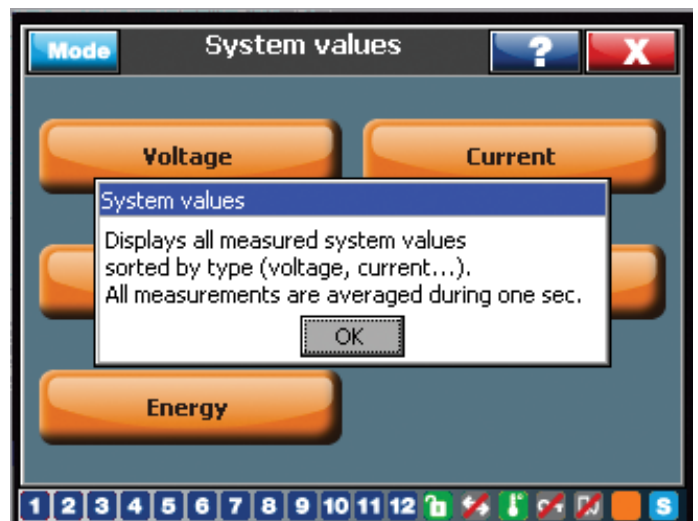 Mode System values ? X
Voltage Current
System values
Displays all measured system values
sorted by type (voltage, current...).
All measurements are averaged during one sec.
OK
Energy
1 2 3 4 5 6 7 8 9 10 11 12 S